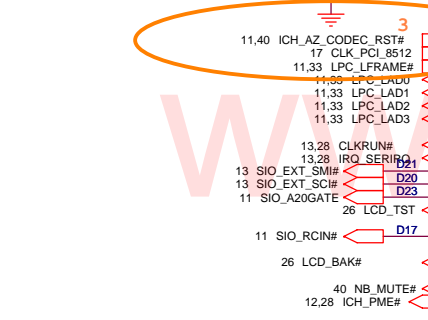 3
11,40 ICH_AZ_CODEC_RST#
17 CLK_PCI_8512
11,33 LPC_LFRAME#
11,33 LPC_LAD0
11,33 LPC_LAD1
11,33 LPC_LAD2
11,33 LPC_LAD3
13,28 CLKRUN#
13,28 IRQ_SERIRQ
13 SIO_EXT_SMI# D21
13 SIO_EXT_SCI# D20
11 SIO_A20GATE D23
26 LCD_TST
11 SIO_RCIN# D17
26 LCD_BAK#
40 NB_MUTE#
12,28 ICH_PME#